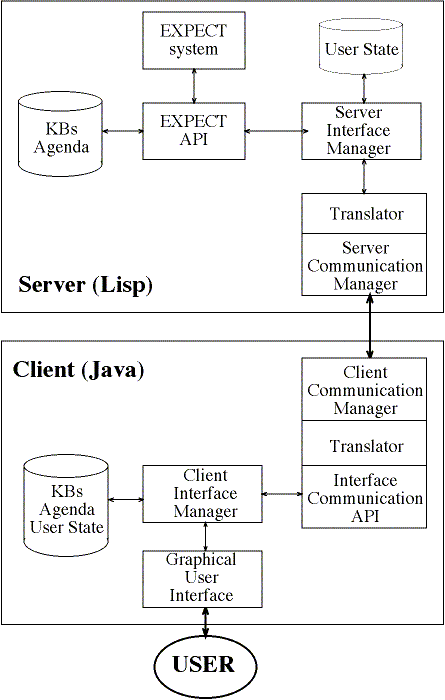 EXPECT
system
User State
KBs
Agenda
EXPECT
API
Server
Interface
Manager
Translator
Server
Communication
Manager
Server (Lisp)
Client (Java)
Client
Communication
Manager
Translator
Interface
Communication
API
KBs
Agenda
User State
Client
Interface
Manager
Graphical
User
Interface
USER